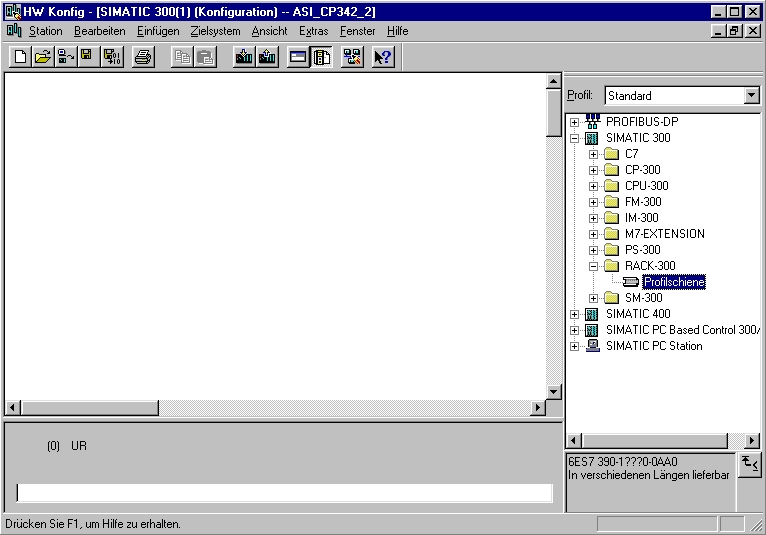 HW Konfig - [SIMATIC 300(1) (Konfiguration) -- ASI_CP342_2]
Station Bearbeiten Einfügen Zielsystem Ansicht Extras Fenster Hilfe
Profil: Standard
PROFIBUS-DP
SIMATIC 300
C7
CP-300
CPU-300
FM-300
IM-300
M7-EXTENSION
PS-300
RACK-300
Profilschiene
SM-300
SIMATIC 400
SIMATIC PC Based Control 300/
SIMATIC PC Station
(0) UR
6ES7 390-1???0-0AA0
In verschiedenen Längen lieferbar
Drücken Sie F1, um Hilfe zu erhalten.